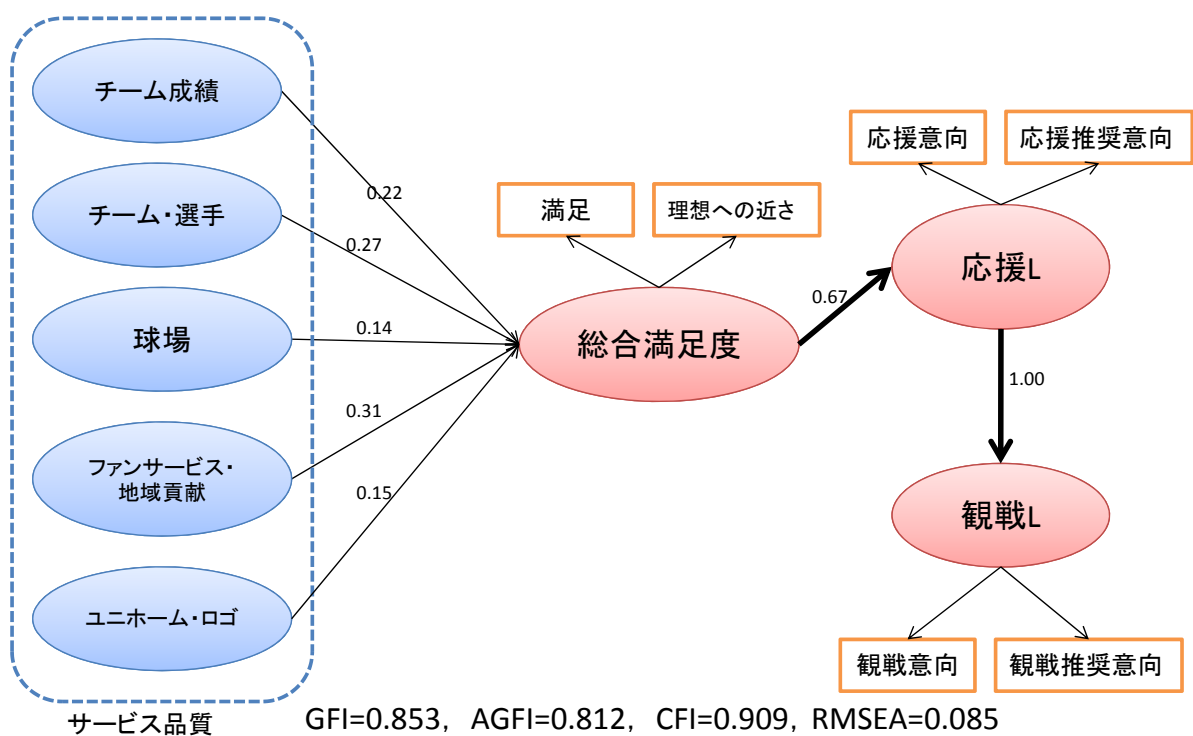 チーム成績
チーム・選手
球場
ファンサービス・
地域貢献
ユニホーム・ロゴ
サービス品質
0.22
0.27
0.14
0.31
0.15
満足
理想への近さ
総合満足度
0.67
応援意向
応援推奨意向
応援L
1.00
観戦L
観戦意向
観戦推奨意向
GFI=0.853, AGFI=0.812, CFI=0.909, RMSEA=0.085